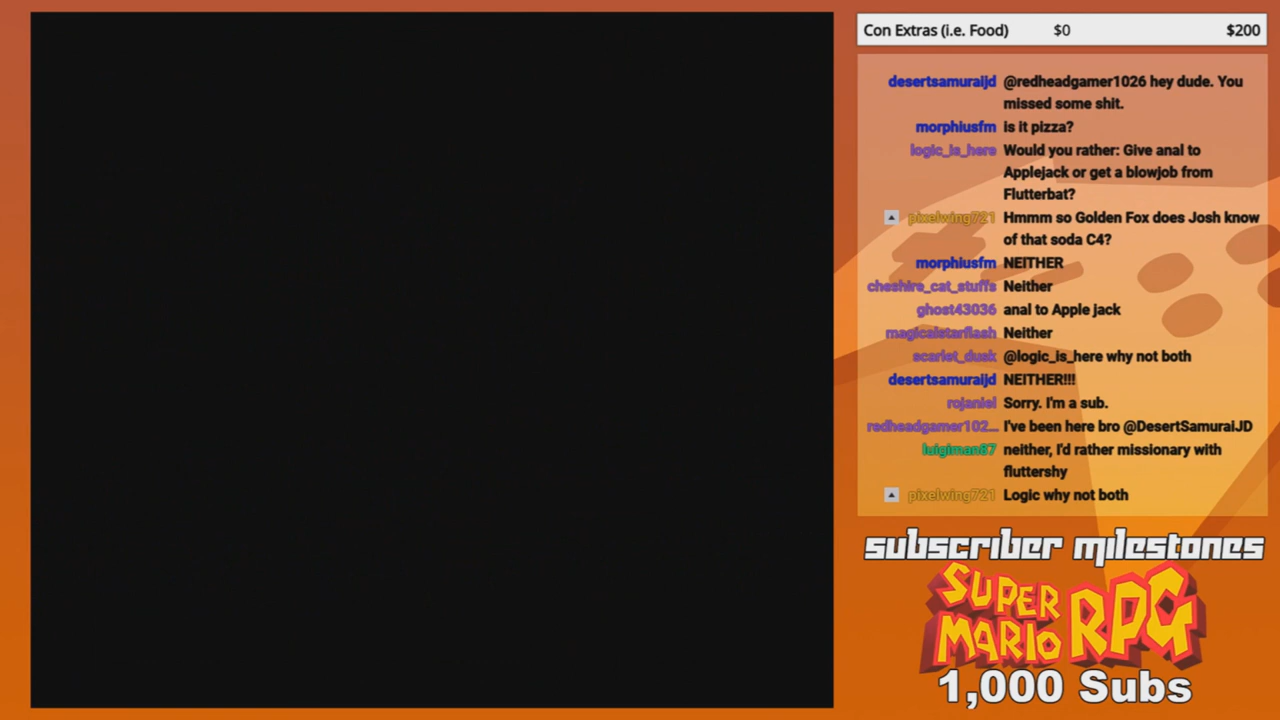 Con Extras (i.e. Food) $0 $200
desertsamuraijd @redheadgamer1026 hey dude. You
missed some shit.
morphiusfm is it pizza?
logic_is_here Would you rather: Give anal to
Applejack or get a blowjob from
Flutterbat?
pixelwing721 Hmmm so Golden Fox does Josh know
of that soda C4?
morphiusfm NEITHER
cheshire_cat_stuffs Neither
ghost43036 anal to Apple jack
magicalstarflash Neither
scarlet_dusk @logic_is_here why not both
desertsamuraijd NEITHER!!!
rojaniel Sorry. I'm a sub.
redheadgamer102... I've been here bro @DesertSamuraiJD
luigiman87 neither, I'd rather missionary with
fluttershy
pixelwing721 Logic why not both
SUBSCRIBER MILESTONES
SUPER
MARIO RPG
1,000 Subs